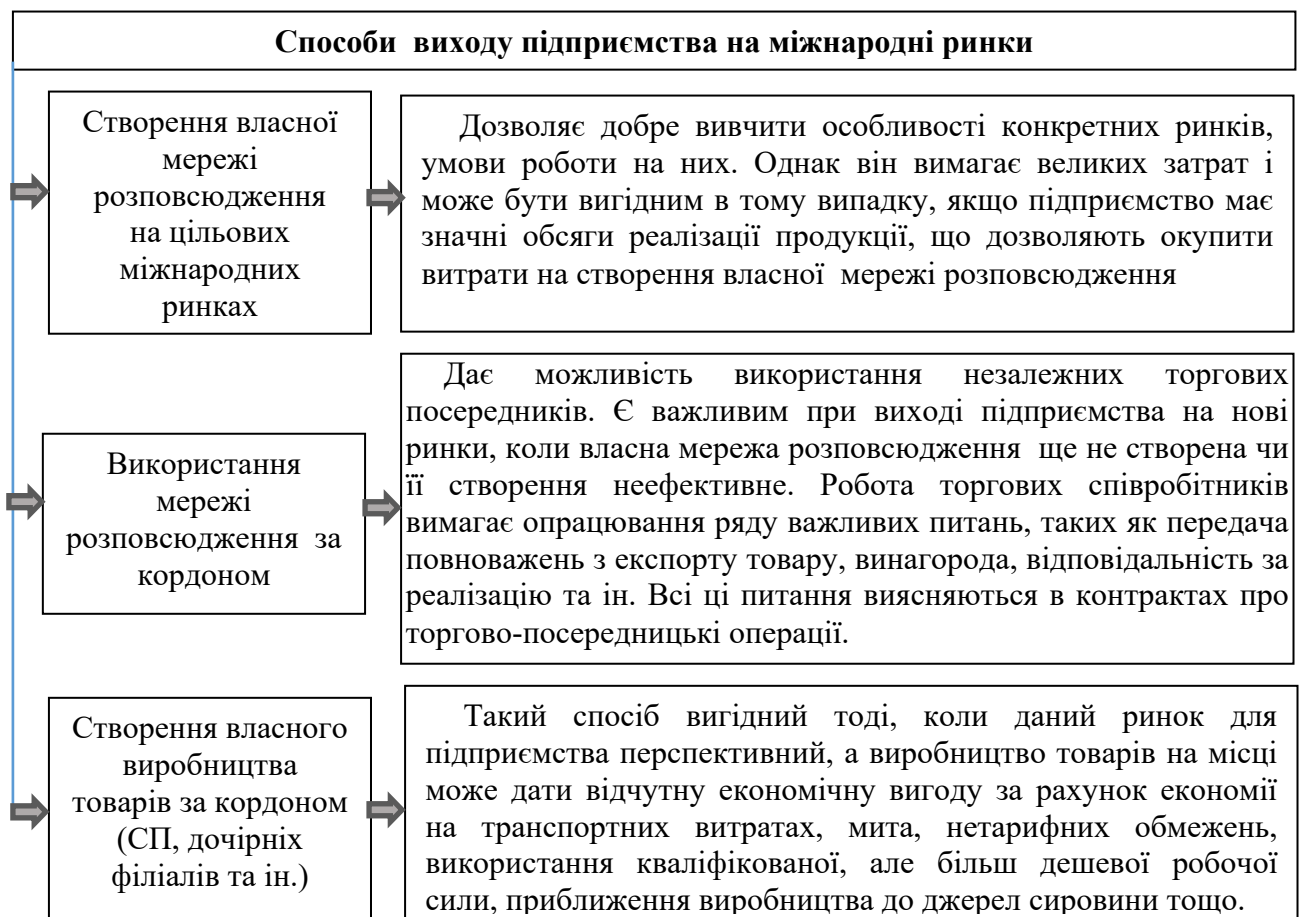 Способи виходу підприємства на міжнародні ринки
Створення власної
мережі
розповсюдження
на цільових
міжнародних
ринках
Дозволяє добре вивчити особливості конкретних ринків,
умови роботи на них. Однак він вимагає великих затрат і
може бути вигідним в тому випадку, якщо підприємство має
значні обсяги реалізації продукції, що дозволяють окупити
витрати на створення власної мережі розповсюдження
Використання
мережі
розповсюдження за
кордоном
Дає можливість використання незалежних торгових
посередників. Є важливим при виході підприємства на нові
ринки, коли власна мережа розповсюдження ще не створена чи
її створення неефективне. Робота торгових співробітників
вимагає опрацювання ряду важливих питань, таких як передача
повноважень з експорту товару, винагорода, відповідальність за
реалізацію та ін. Всі ці питання виясняються в контрактах про
торгово-посередницькі операції.
Створення власного
виробництва
товарів за кордоном
(СП, дочірніх
філіалів та ін.)
Такий спосіб вигідний тоді, коли даний ринок для
підприємства перспективний, а виробництво товарів на місці
може дати відчутну економічну вигоду за рахунок економії
на транспортних витратах, мита, нетарифних обмежень,
використання кваліфікованої, але більш дешевої робочої
сили, приближення виробництва до джерел сировини тощо.